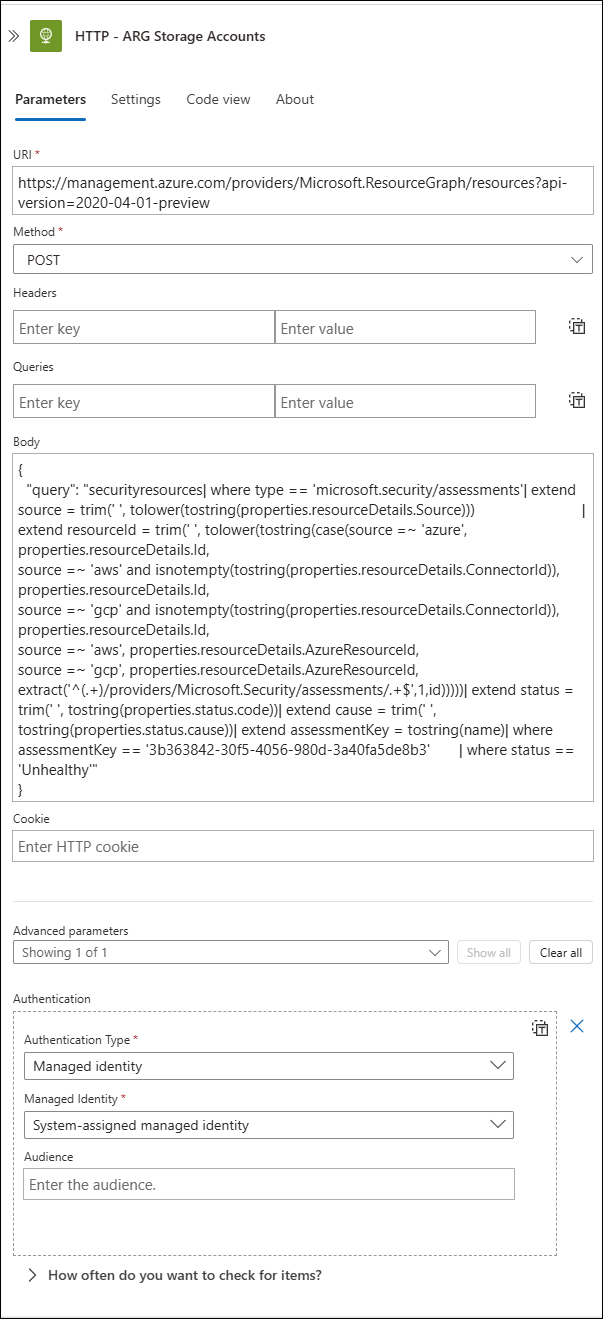 HTTP - ARG Storage Accounts
Parameters Settings Code view About
URI *
https://management.azure.com/providers/Microsoft.ResourceGraph/resources?api-
version=2020-04-01-preview
Method *
POST
Headers
Enter key Enter value
Queries
Enter key Enter value
Body
{
"query": "securityresources| where type == 'microsoft.security/assessments'| extend
source = trim(' ', tolower(tostring(properties.resourceDetails.Source))) |
extend resourceId = trim(' ', tolower(tostring(case(source =~ 'azure',
properties.resourceDetails.Id,
source =~ 'aws' and isnotempty(tostring(properties.resourceDetails.ConnectorId)),
properties.resourceDetails.Id,
source =~ 'gcp' and isnotempty(tostring(properties.resourceDetails.ConnectorId)),
properties.resourceDetails.Id,
source =~ 'aws', properties.resourceDetails.AzureResourceId,
source =~ 'gcp', properties.resourceDetails.AzureResourceId,
extract('^(.+)/providers/Microsoft.Security/assessments/.+$',1,id)))))| extend status =
trim(' ', tostring(properties.status.code))| extend cause = trim(' ',
tostring(properties.status.cause))| extend assessmentKey = tostring(name)| where
assessmentKey == '3b363842-30f5-4056-980d-3a40fa5de8b3' | where status ==
'Unhealthy'"
}
Cookie
Enter HTTP cookie
Advanced parameters
Showing 1 of 1 Show all Clear all
Authentication
Authentication Type *
Managed identity
Managed Identity *
System-assigned managed identity
Audience
Enter the audience.
How often do you want to check for items?